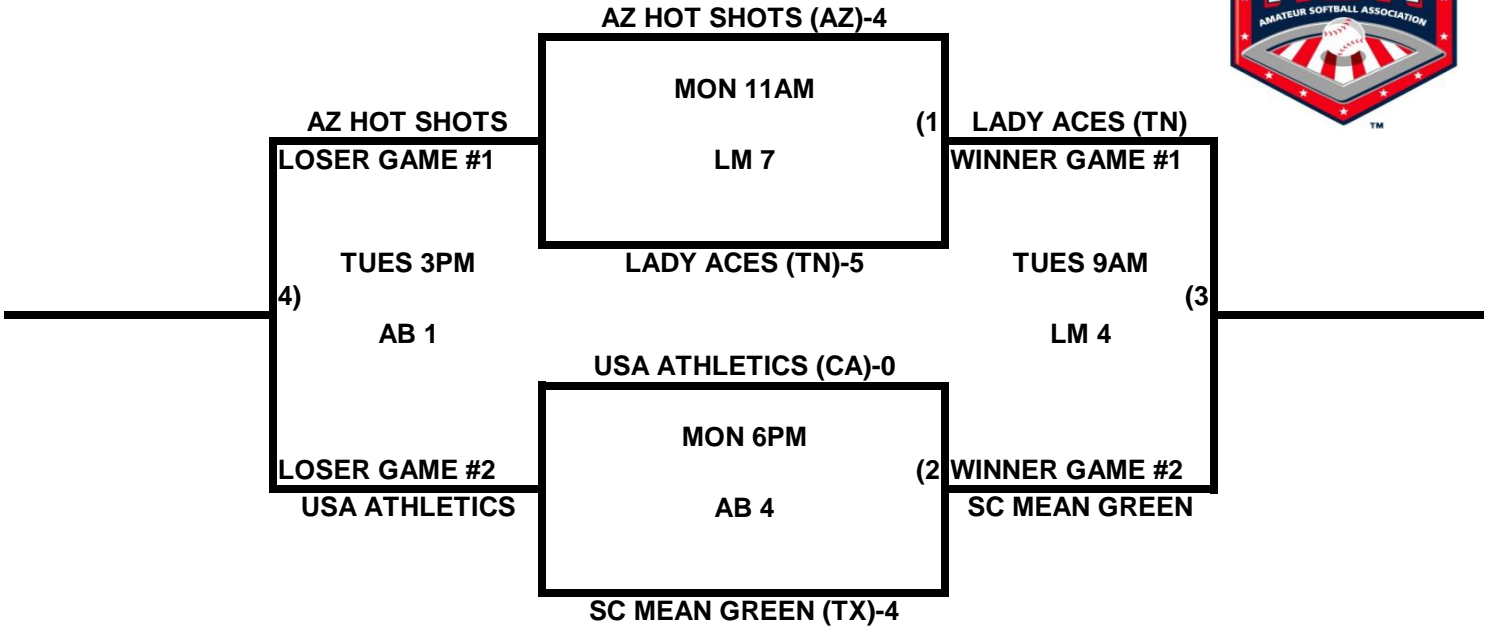 AZ HOT SHOTS (AZ)-4
AMATEUR SOFTBALL ASSOCIATION
TM
MON 11AM
AZ HOT SHOTS
(1
LADY ACES (TN)
LOSER GAME #1
LM 7
WINNER GAME #1
TUES 3PM
LADY ACES (TN)-5
TUES 9AM
4)
(3
AB 1
LM 4
USA ATHLETICS (CA)-0
MON 6PM
LOSER GAME #2
(2
WINNER GAME #2
USA ATHLETICS
AB 4
SC MEAN GREEN
SC MEAN GREEN (TX)-4